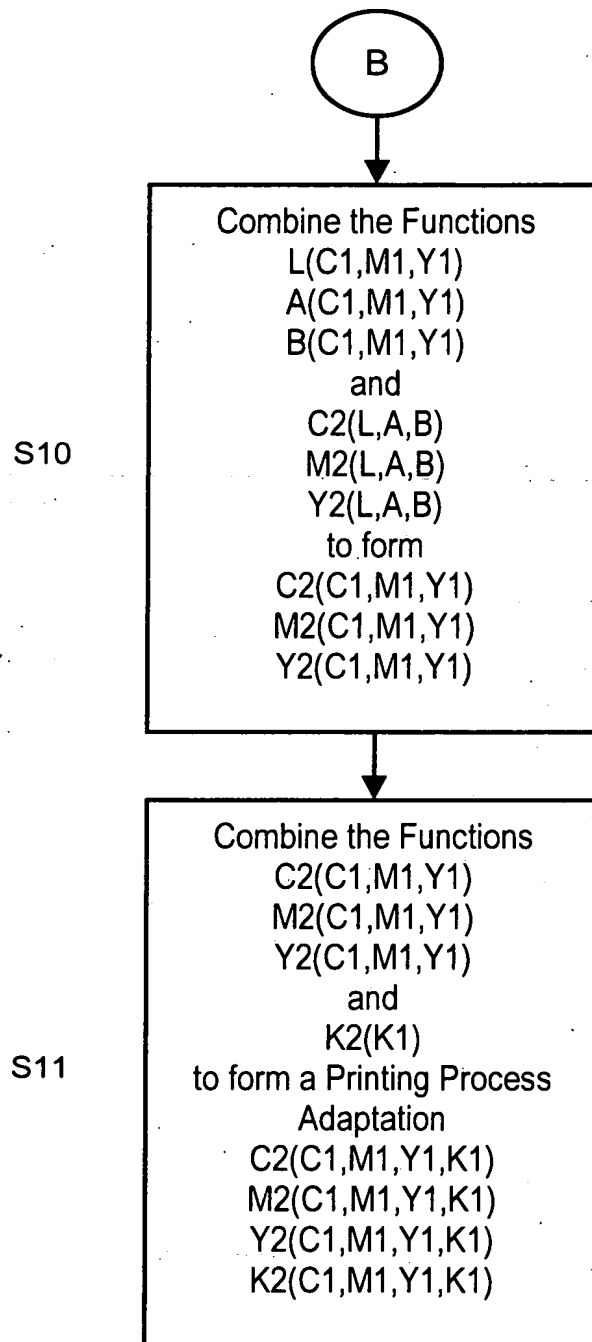 B
Combine the Functions
L(C1,M1,Y1)
A(C1,M1,Y1)
B(C1,M1,Y1)
and
C2(L,A,B)
S10
M2(L,A,B)
Y2(L,A,B)
to form
C2(C1,M1,Y1)
M2(C1,M1,Y1)
Y2(C1,M1,Y1)
Combine the Functions
C2(C1,M1,Y1)
M2(C1,M1,Y1)
Y2(C1,M1,Y1)
and
K2(K1)
S11
to form a Printing Process
Adaptation
C2(C1,M1,Y1,K1)
M2(C1,M1,Y1,K1)
Y2(C1,M1,Y1,K1)
K2(C1,M1,Y1,K1)